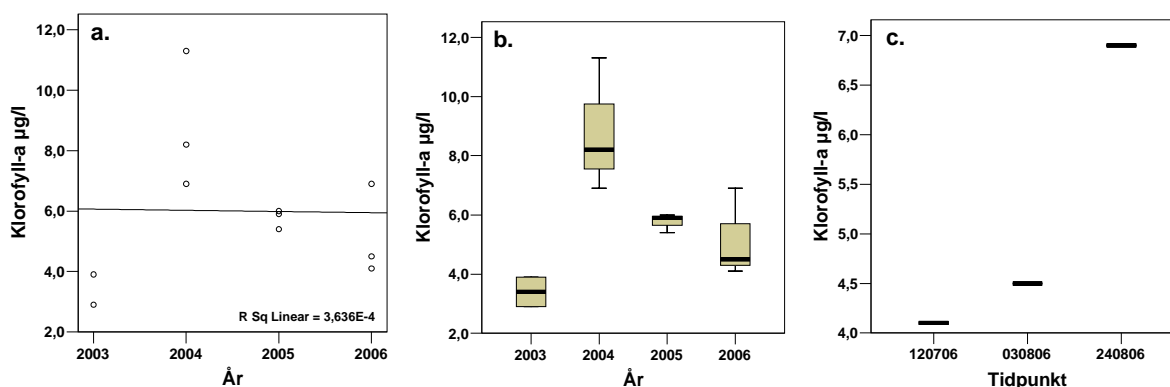 a.
Klorofyll-a µg/l
12,0
10,0
8,0
6,0
4,0
2,0
R Sq Linear = 3,636E-4
2003 2004 2005 2006
År
b.
Klorofyll-a µg/l
12,0
10,0
8,0
6,0
4,0
2,0
2003 2004 2005 2006
År
c.
Klorofyll-a µg/l
7,0
6,5
6,0
5,5
5,0
4,5
4,0
120706 030806 240806
Tidpunkt